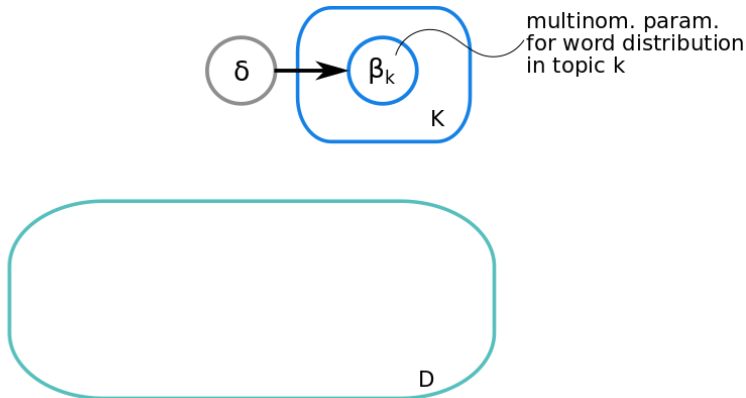 multinom. param.
for word distribution
in topic k
δ
βk
K
D